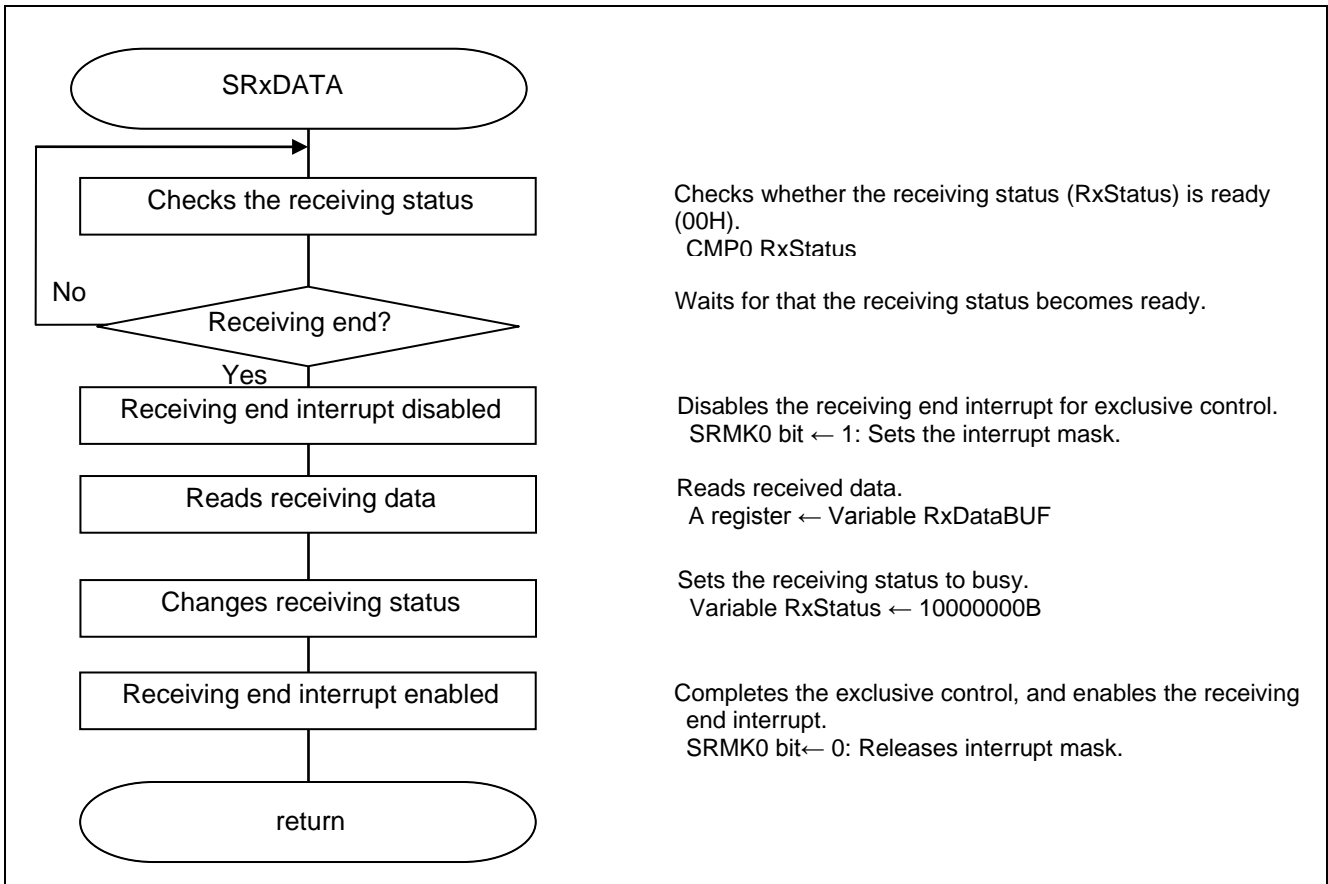 SRxDATA
Checks the receiving status
Checks whether the receiving status (RxStatus) is ready
(00H).
CMP0 RxStatus
No
Receiving end?
Waits for that the receiving status becomes ready.
Yes
Receiving end interrupt disabled
Disables the receiving end interrupt for exclusive control.
SRMK0 bit ← 1: Sets the interrupt mask.
Reads receiving data
Reads received data.
A register ← Variable RxDataBUF
Changes receiving status
Sets the receiving status to busy.
Variable RxStatus ← 10000000B
Receiving end interrupt enabled
Completes the exclusive control, and enables the receiving
end interrupt.
SRMK0 bit← 0: Releases interrupt mask.
return